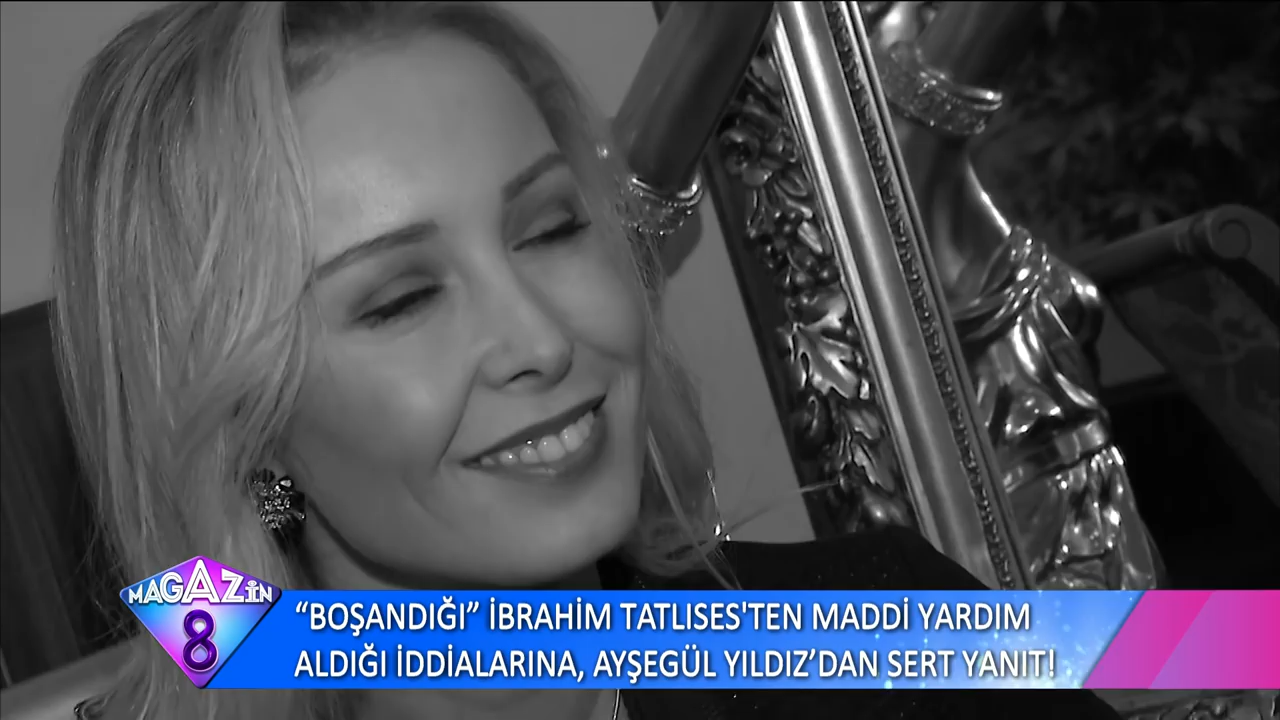 MAGAZİN
8
“BOŞANDIĞI” İBRAHİM TATLISES'TEN MADDİ YARDIM
ALDIĞI İDDİALARINA, AYŞEGÜL YILDIZ’DAN SERT YANIT!